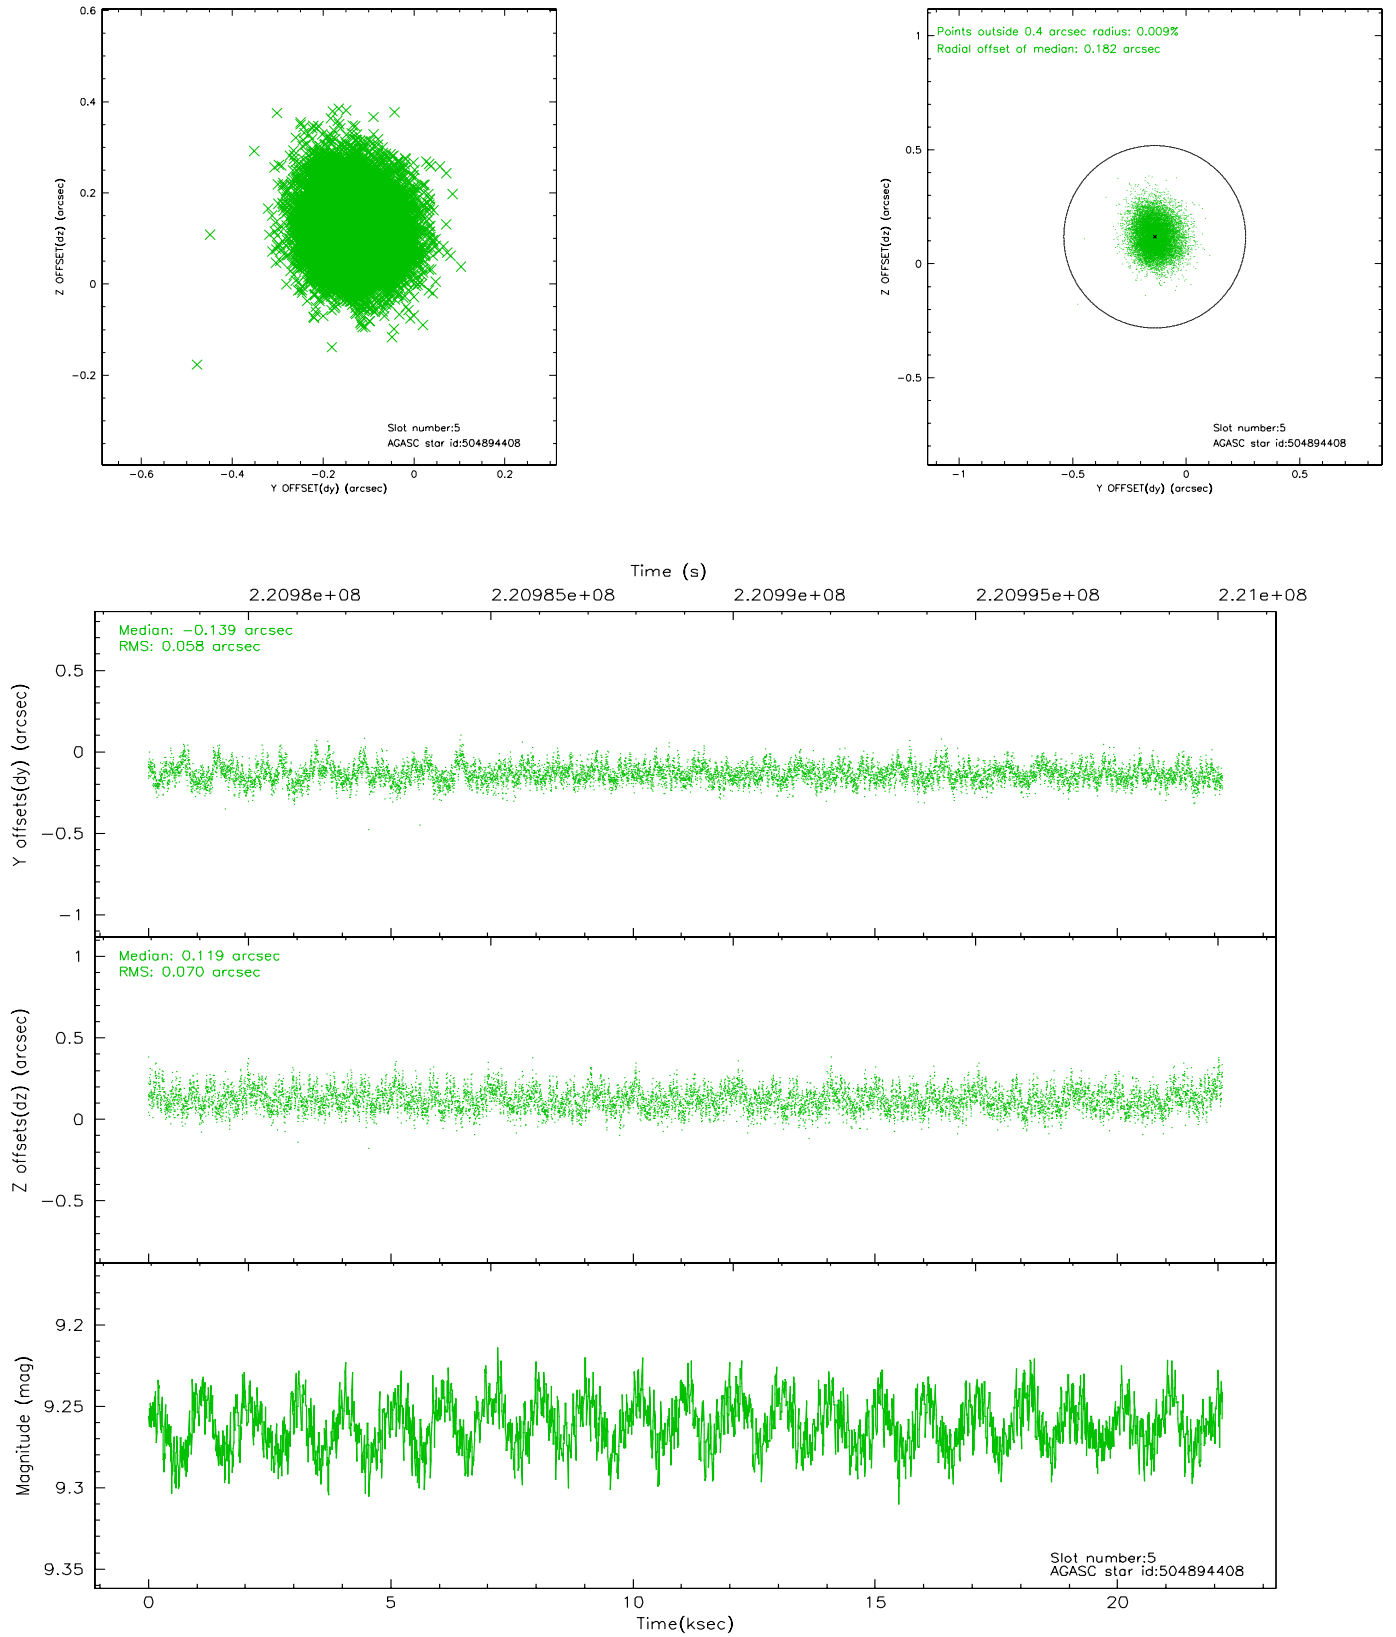 0.6
0.4
0.2
0
−0.2
Z OFFSET(dz) (arcsec)
Slot number:5
AGASC star id:504894408
−0.6
−0.4
−0.2
0
0.2
Y OFFSET(dy) (arcsec)
Points outside 0.4 arcsec radius: 0.009%
Radial offset of median: 0.182 arcsec
1
0.5
0
−0.5
Z OFFSET(dz) (arcsec)
Slot number:5
AGASC star id:504894408
−1
−0.5
0
0.5
Y OFFSET(dy) (arcsec)
Time (s)
2.2098e+08
2.20985e+08
2.2099e+08
2.20995e+08
2.21e+08
Median: −0.139 arcsec
RMS: 0.058 arcsec
0.5
0
−0.5
−1
Y offsets(dy) (arcsec)
Median: 0.119 arcsec
RMS: 0.070 arcsec
1
0.5
0
−0.5
Z offsets(dz) (arcsec)
9.2
9.25
9.3
9.35
Magnitude (mag)
Slot number:5
AGASC star id:504894408
0
5
10
15
20
Time(ksec)